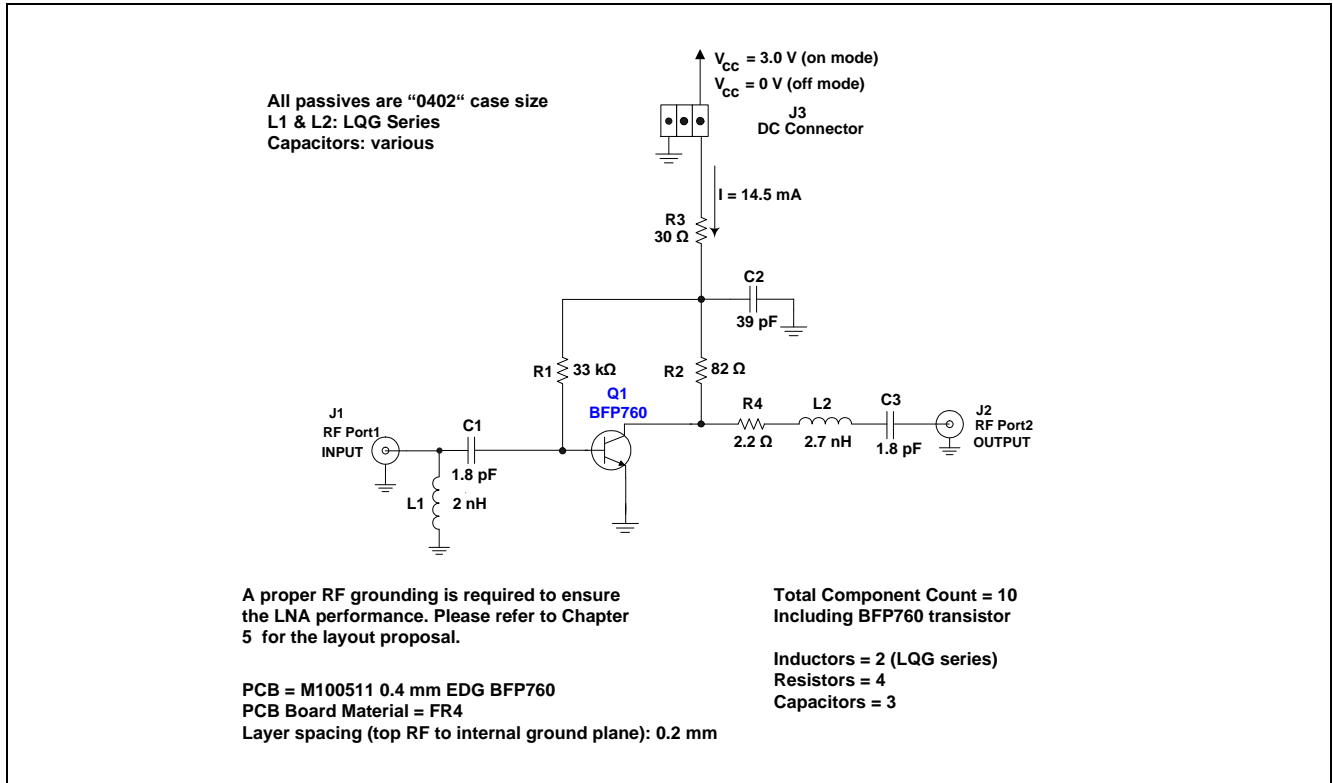 V_CC = 3.0 V (on mode)
V_CC = 0 V (off mode)
All passives are “0402“ case size
L1 & L2: LQG Series
Capacitors: various
J3
DC Connector
I = 14.5 mA
R3
30 Ω
C2
39 pF
R1
33 kΩ
R2
82 Ω
Q1
BFP760
R4
2.2 Ω
L2
2.7 nH
C3
1.8 pF
J2
RF Port2
OUTPUT
J1
RF Port1
INPUT
C1
1.8 pF
L1
2 nH
A proper RF grounding is required to ensure
the LNA performance. Please refer to Chapter
5 for the layout proposal.
PCB = M100511 0.4 mm EDG BFP760
PCB Board Material = FR4
Layer spacing (top RF to internal ground plane): 0.2 mm
Total Component Count = 10
Including BFP760 transistor
Inductors = 2 (LQG series)
Resistors = 4
Capacitors = 3